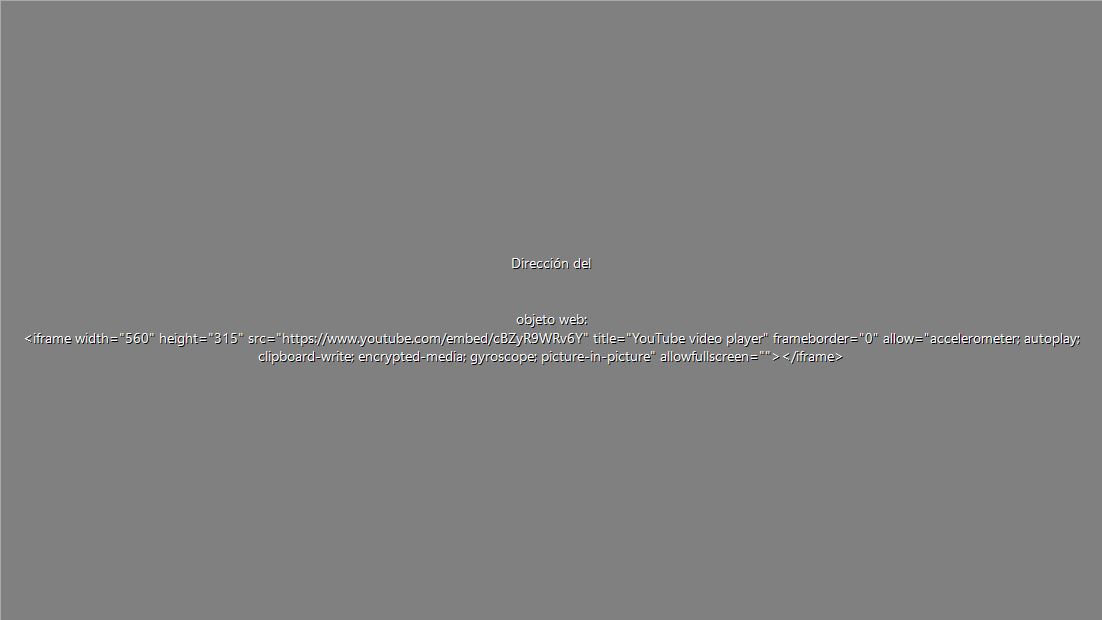 Dirección del
objeto web:
<iframe width="560" height="315" src="https://www.youtube.com/embed/cBZyR9WRv6Y" title="YouTube video player" frameborder="0" allow="accelerometer; autoplay;
clipboard-write; encrypted-media; gyroscope; picture-in-picture" allowfullscreen=""></iframe>